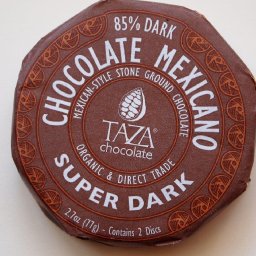 85% DARK
CHOCOLATE MEXICANO
MEXICAN-STYLE STONE GROUND CHOCOLATE
TAZA®
chocolate
ORGANIC & DIRECT TRADE
SUPER DARK
2.7oz (77g) - Contains 2 Discs